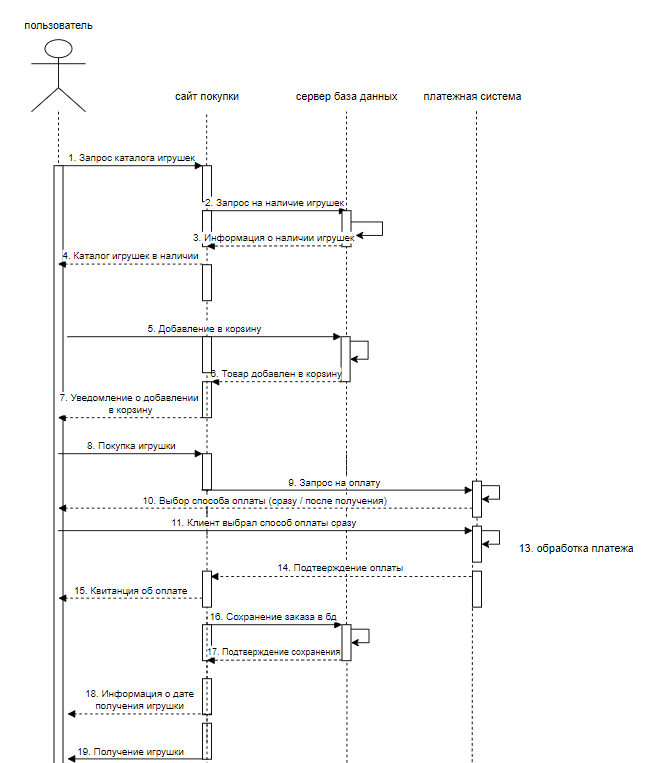 пользователь
сайт покупки
сервер база данных
платежная система
1. Запрос каталога игрушек
2. Запрос на наличие игрушек
3. Информация о наличии игрушек
4. Каталог игрушек в наличии
5. Добавление в корзину
6. Товар добавлен в корзину
7. Уведомление о добавлении
в корзину
8. Покупка игрушки
9. Запрос на оплату
10. Выбор способа оплаты (сразу / после получения)
11. Клиент выбрал способ оплаты сразу
13. обработка платежа
14. Подтверждение оплаты
15. Квитанция об оплате
16. Сохранение заказа в бд
17. Подтверждение сохранения
18. Информация о дате
получения игрушки
19. Получение игрушки